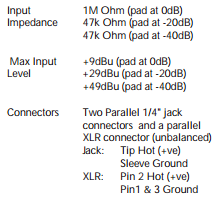 Input 1M Ohm (pad at 0dB)
Impedance 47k Ohm (pad at -20dB)
47k Ohm (pad at -40dB)
Max Input +9dBu (pad at 0dB)
Level +29dBu (pad at -20dB)
+49dBu (pad at -40dB)
Connectors Two Parallel 1/4" jack
connectors and a parallel
XLR connector (unbalanced)
Jack: Tip Hot (+ve)
Sleeve Ground
XLR: Pin 2 Hot (+ve)
Pin1 & 3 Ground